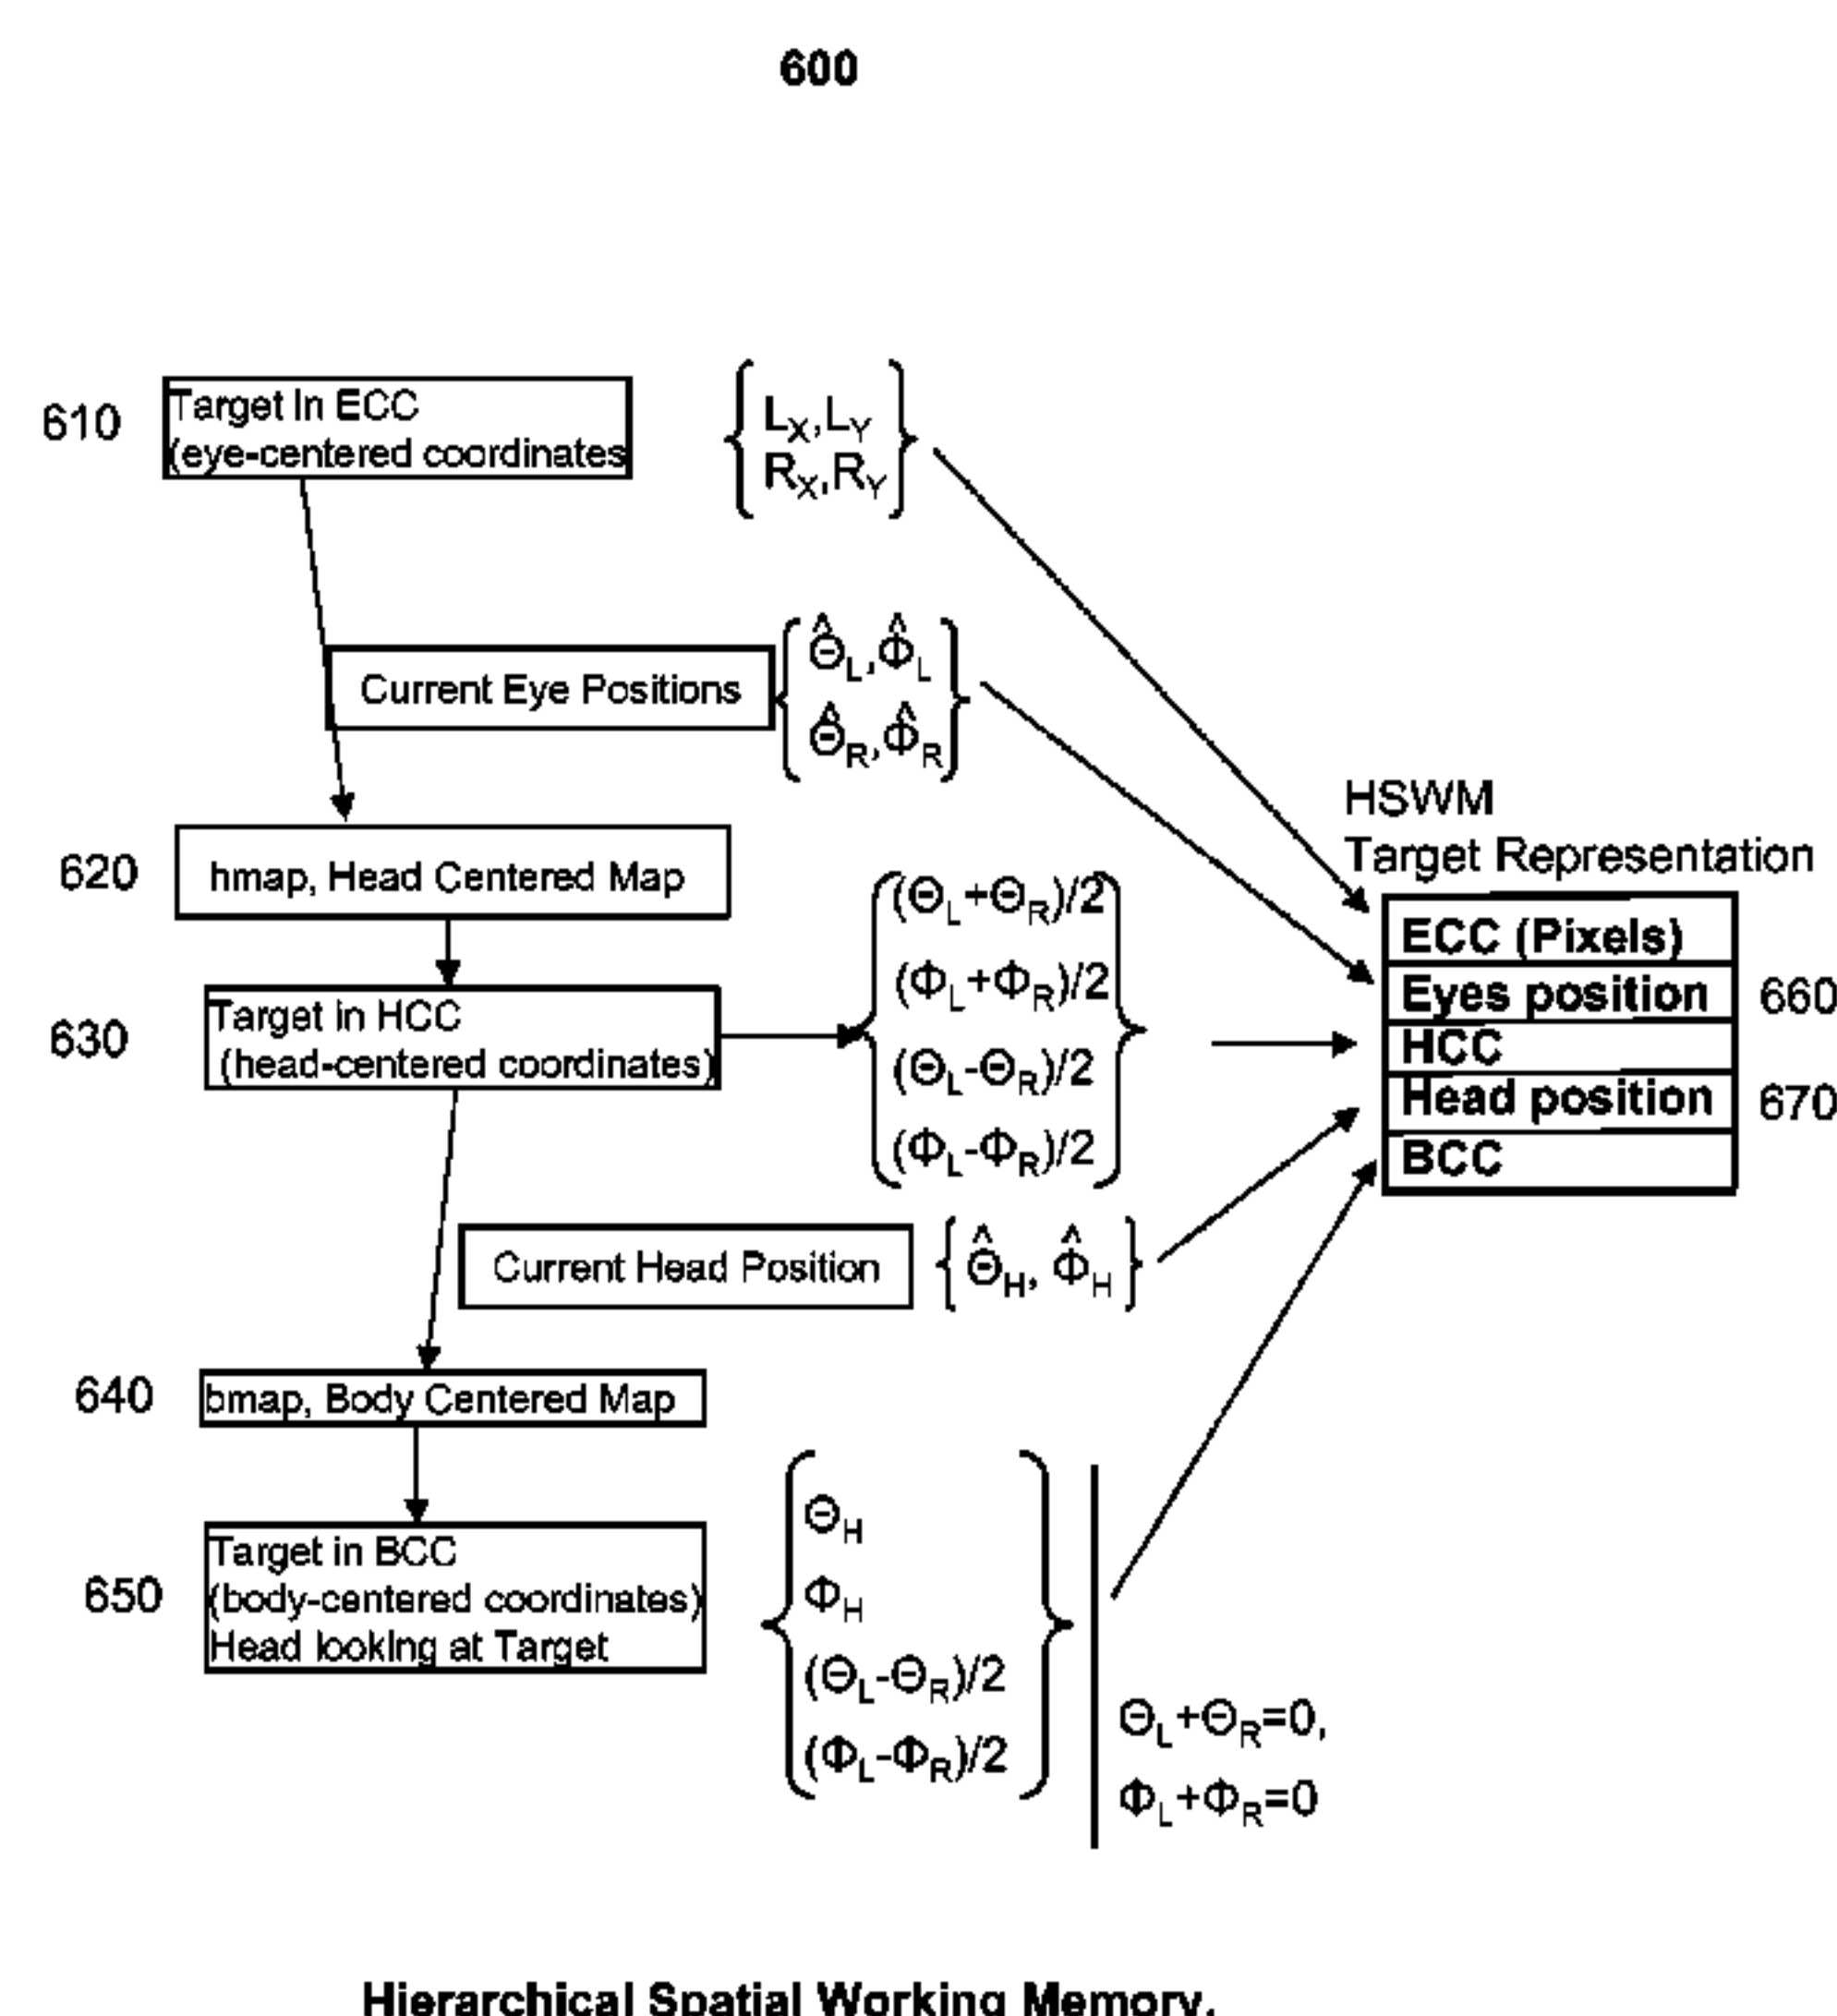 600
610
Target In ECC
(eye-centered coordinates
L_X, L_Y
R_X, R_Y
Current Eye Positions
Θ̂_L, Φ̂_L
Θ̂_R, Φ̂_R
620
hmap, Head Centered Map
630
Target in HCC
(head-centered coordinates)
(Θ_L+Θ_R)/2
(Φ_L+Φ_R)/2
(Θ_L-Θ_R)/2
(Φ_L-Φ_R)/2
HSWM
Target Representation
ECC (Pixels)
Eyes position
660
HCC
Head position
670
BCC
Current Head Position
Θ̂_H, Φ̂_H
640
bmap, Body Centered Map
650
Target in BCC
(body-centered coordinates)
Head looking at Target
Θ_H
Φ_H
(Θ_L-Θ_R)/2
(Φ_L-Φ_R)/2
Θ_L+Θ_R=0,
Φ_L+Φ_R=0
Hierarchical Spatial Working Memory.